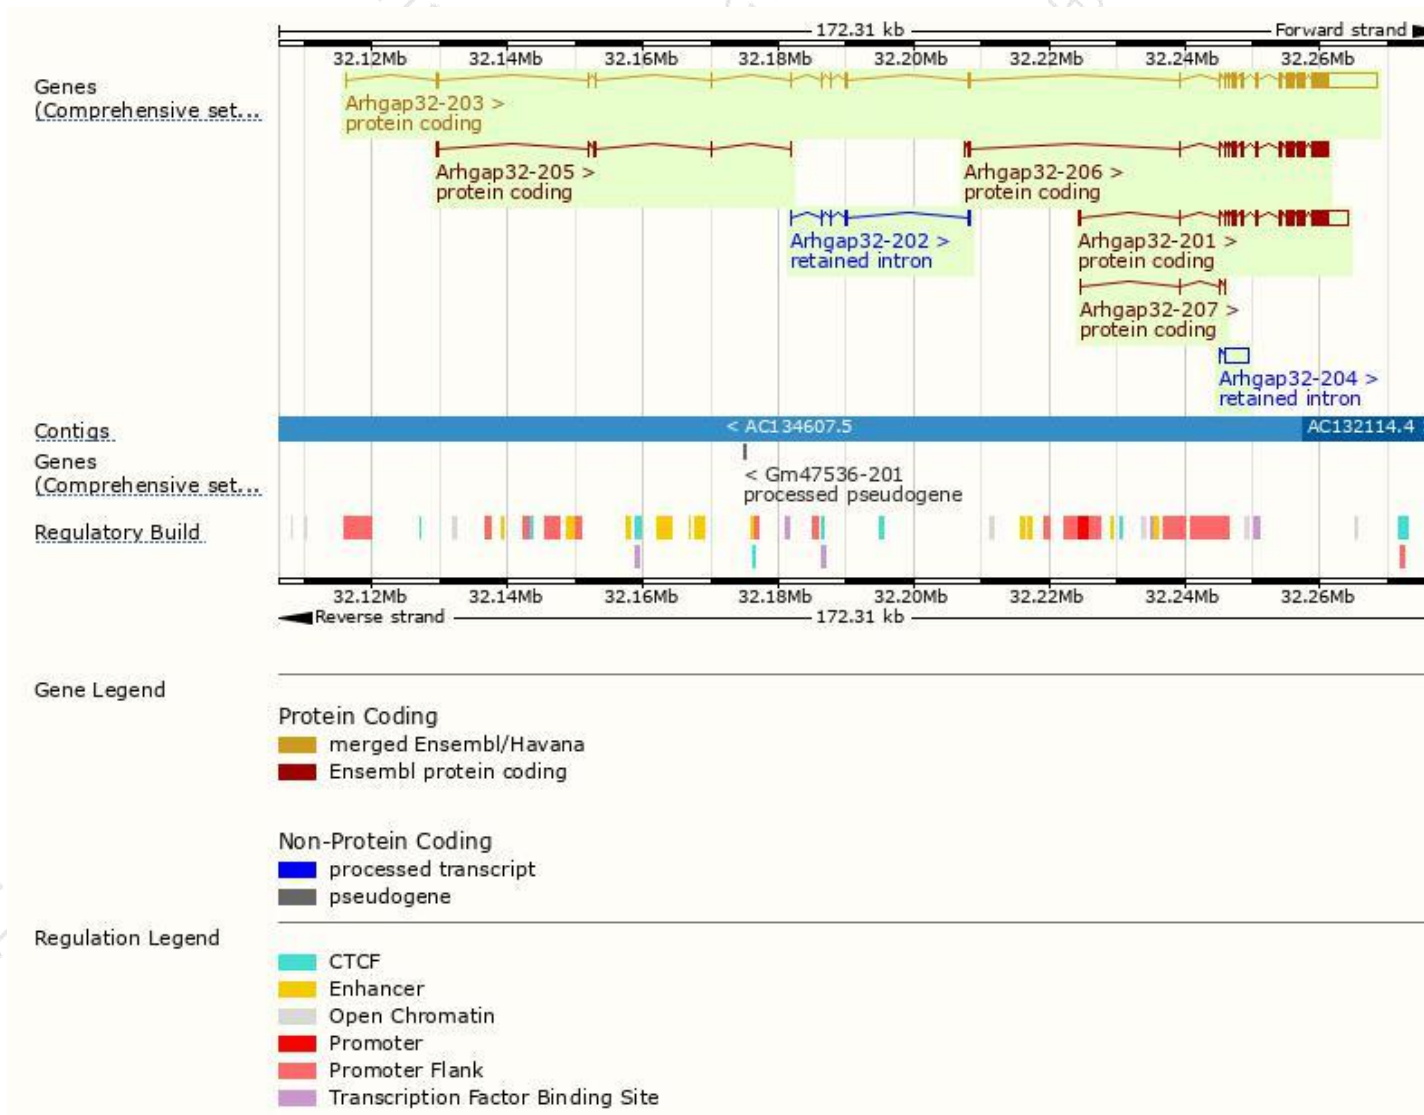 172.31 kb Forward strand
32.12Mb 32.14Mb 32.16Mb 32.18Mb 32.20Mb 32.22Mb 32.24Mb 32.26Mb
Genes
(Comprehensive set...
Arhgap32-203 >
protein coding
Arhgap32-205 > Arhgap32-206 >
protein coding protein coding
Arhgap32-202 > Arhgap32-201 >
retained intron protein coding
Arhgap32-207 >
protein coding
Arhgap32-204 >
retained intron
Contigs < AC134607.5 AC132114.4
Genes
(Comprehensive set...
< Gm47536-201
processed pseudogene
Regulatory Build
32.12Mb 32.14Mb 32.16Mb 32.18Mb 32.20Mb 32.22Mb 32.24Mb 32.26Mb
Reverse strand 172.31 kb
Gene Legend
Protein Coding
merged Ensembl/Havana
Ensembl protein coding
Non-Protein Coding
processed transcript
pseudogene
Regulation Legend
CTCF
Enhancer
Open Chromatin
Promoter
Promoter Flank
Transcription Factor Binding Site